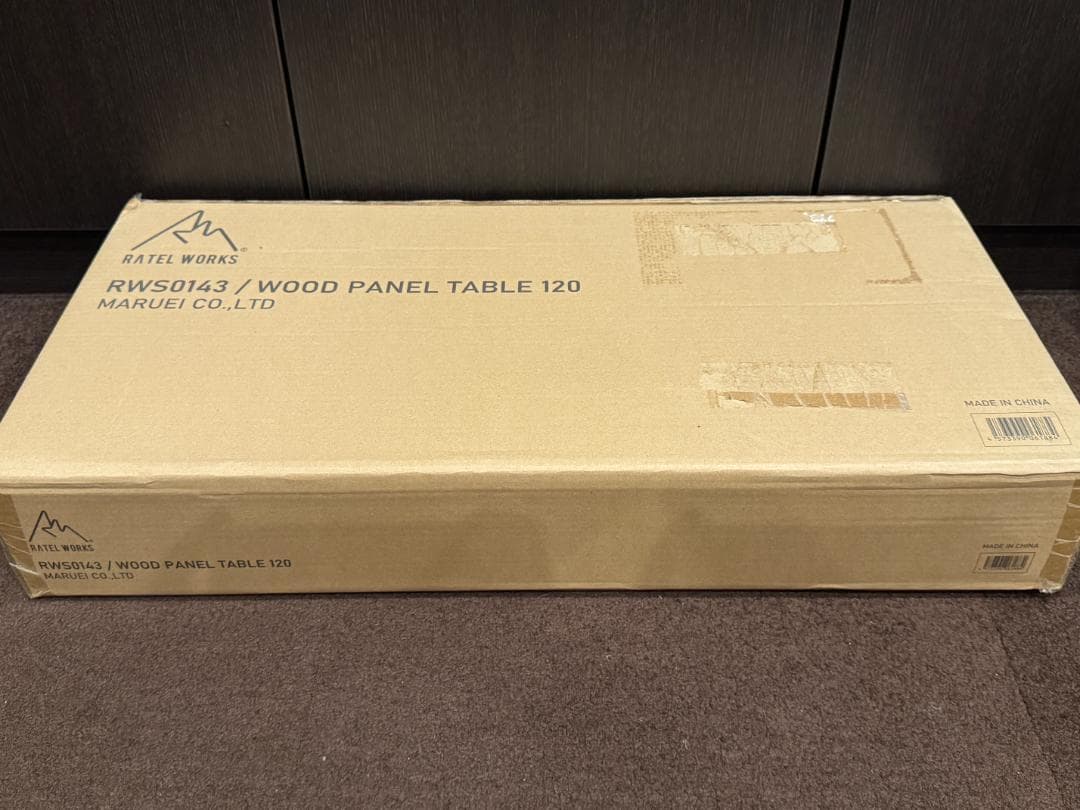 RATEL WORKS
RWS0143 / WOOD PANEL TABLE 120
MARUEI CO.,LTD
MADE IN CHINA
RATEL WORKS
RWS0143 / WOOD PANEL TABLE 120
MARUEI CO.,LTD
MADE IN CHINA